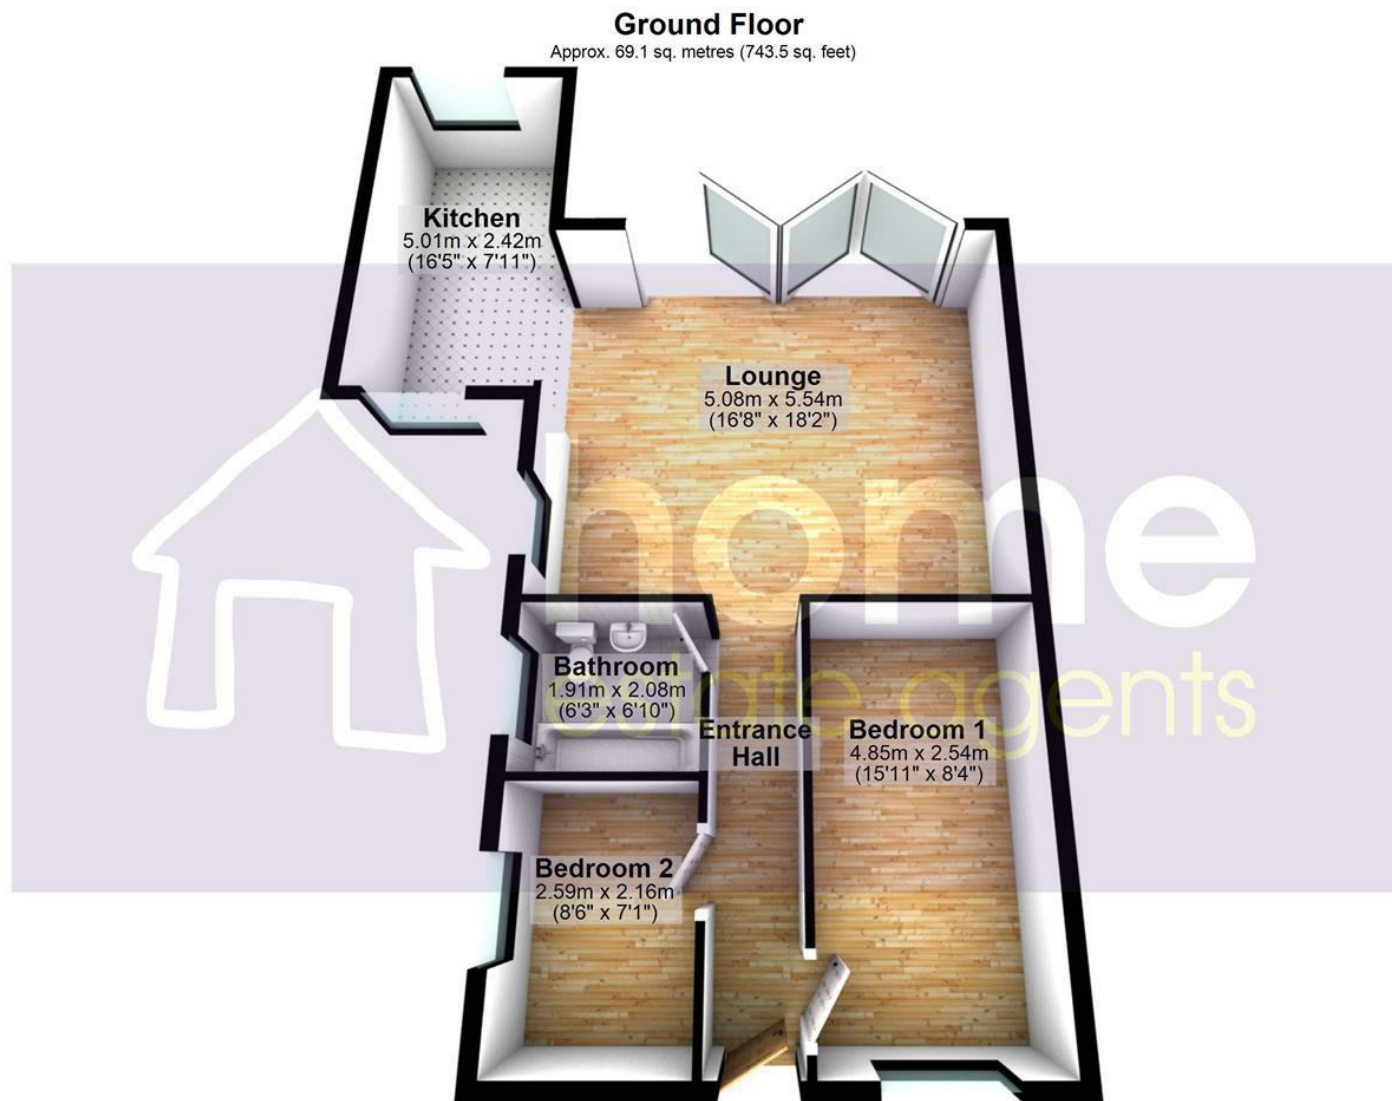 Ground Floor
Approx. 69.1 sq. metres (743.5 sq. feet)
Kitchen
5.01m x 2.42m
(16'5" x 7'11")
Lounge
5.08m x 5.54m
(16'8" x 18'2")
home
estate agents
Bathroom
1.91m x 2.08m
(6'3" x 6'10")
Entrance
Hall
Bedroom 1
4.85m x 2.54m
(15'11" x 8'4")
Bedroom 2
2.59m x 2.16m
(8'6" x 7'1")